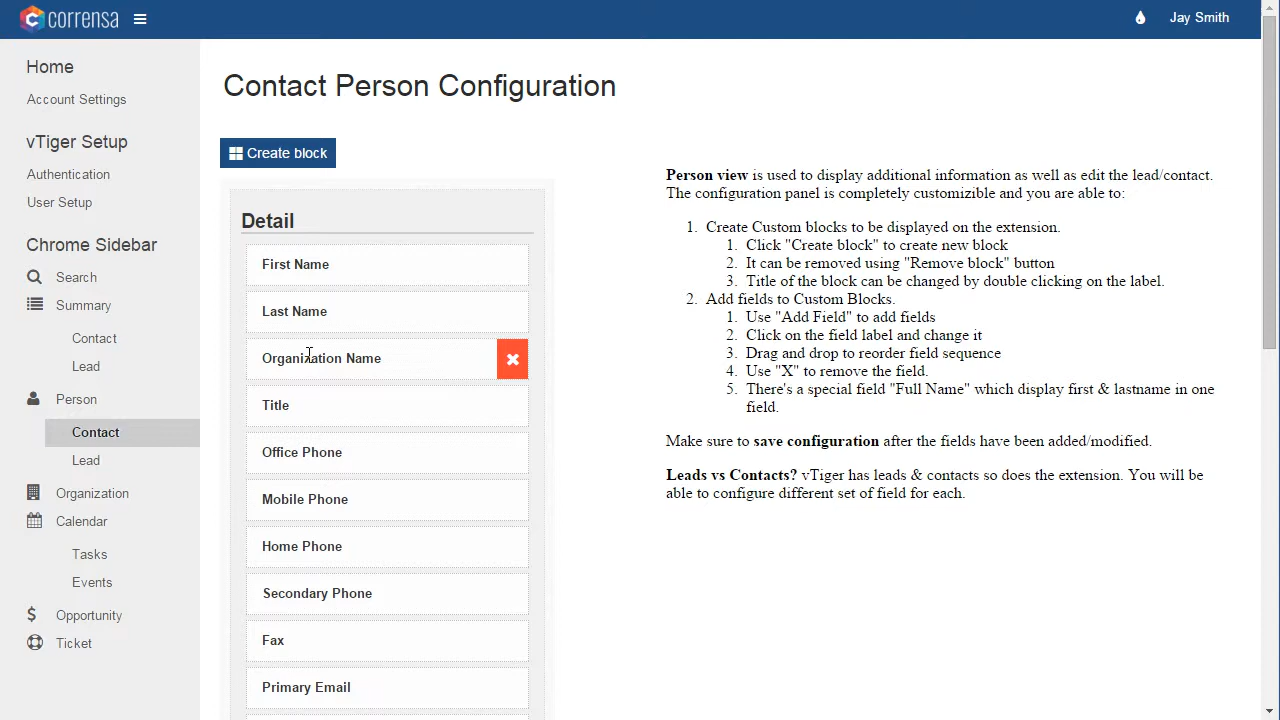 corrensa
Jay Smith
Home
Account Settings
vTiger Setup
Authentication
User Setup
Chrome Sidebar
Search
Summary
Contact
Lead
Person
Contact
Lead
Organization
Calendar
Tasks
Events
Opportunity
Ticket
Contact Person Configuration
Create block
Detail
First Name
Last Name
Organization Name
Title
Office Phone
Mobile Phone
Home Phone
Secondary Phone
Fax
Primary Email
Person view is used to display additional information as well as edit the lead/contact.
The configuration panel is completely customizible and you are able to:
1. Create Custom blocks to be displayed on the extension.
1. Click "Create block" to create new block
2. It can be removed using "Remove block" button
3. Title of the block can be changed by double clicking on the label.
2. Add fields to Custom Blocks.
1. Use "Add Field" to add fields
2. Click on the field label and change it
3. Drag and drop to reorder field sequence
4. Use "X" to remove the field.
5. There's a special field "Full Name" which display first & lastname in one
field.
Make sure to save configuration after the fields have been added/modified.
Leads vs Contacts? vTiger has leads & contacts so does the extension. You will be
able to configure different set of field for each.